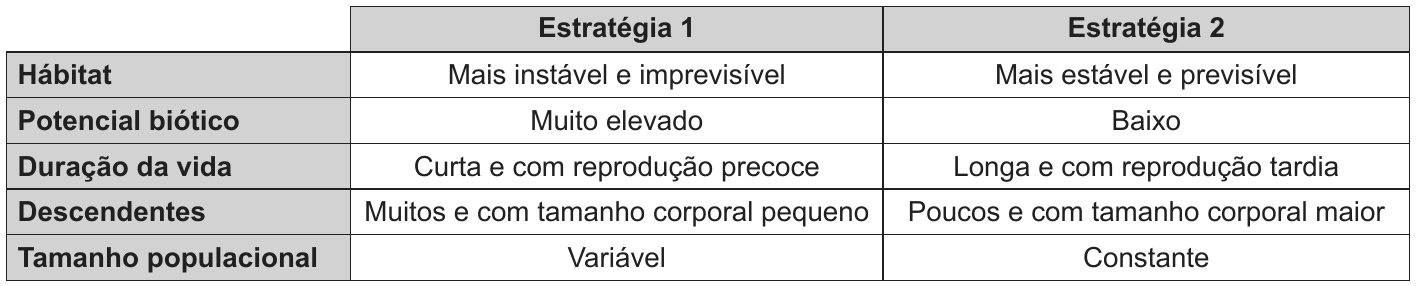 Estratégia 1 Estratégia 2
Hábitat Mais instável e imprevisível Mais estável e previsível
Potencial biótico Muito elevado Baixo
Duração da vida Curta e com reprodução precoce Longa e com reprodução tardia
Descendentes Muitos e com tamanho corporal pequeno Poucos e com tamanho corporal maior
Tamanho populacional Variável Constante